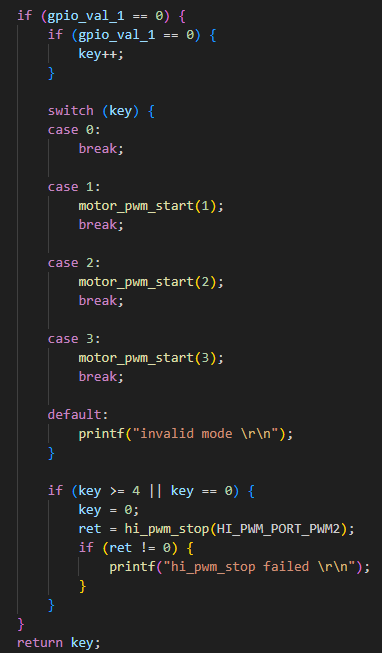 if (gpio_val_1 == 0) {
    if (gpio_val_1 == 0) {
        key++;
    }

    switch (key) {
    case 0:
        break;

    case 1:
        motor_pwm_start(1);
        break;

    case 2:
        motor_pwm_start(2);
        break;

    case 3:
        motor_pwm_start(3);
        break;

    default:
        printf("invalid mode \r\n");
    }

    if (key >= 4 || key == 0) {
        key = 0;
        ret = hi_pwm_stop(HI_PWM_PORT_PWM2);
        if (ret != 0) {
            printf("hi_pwm_stop failed \r\n");
        }
    }
}
return key;